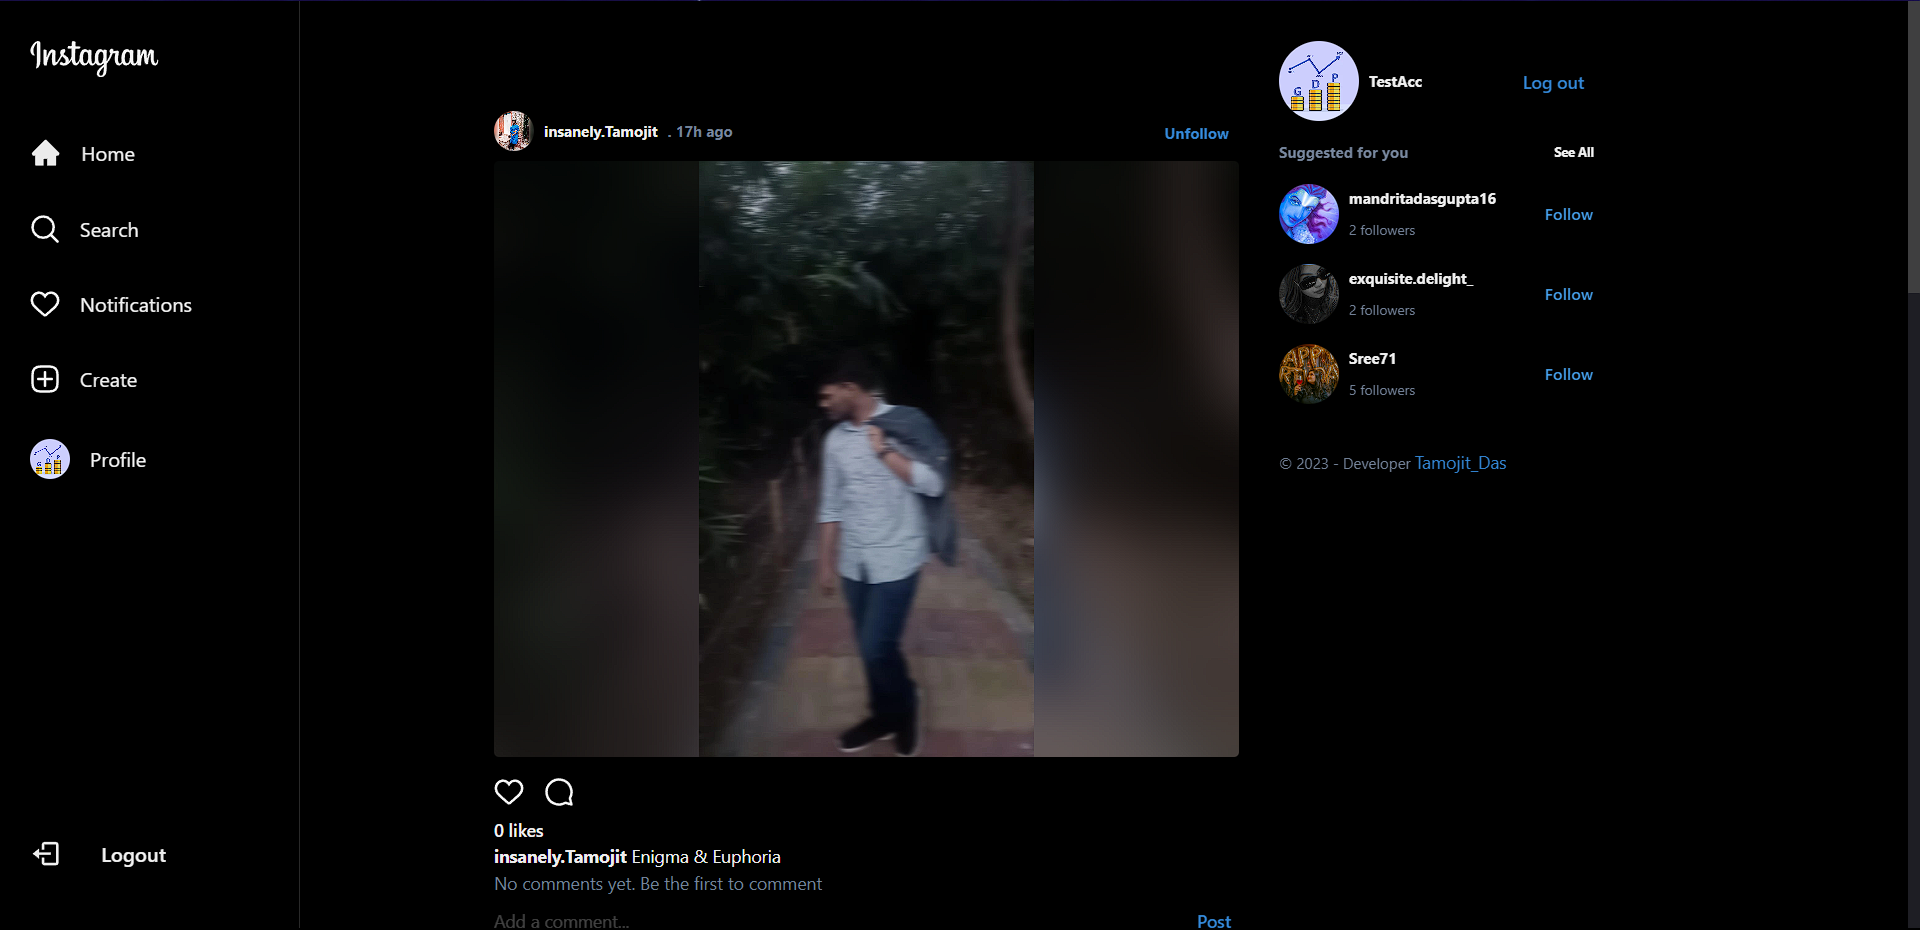 Instagram
Home
Search
Notifications
Create
Profile
Logout
insanely.Tamojit . 17h ago
Unfollow
0 likes
insanely.Tamojit Enigma & Euphoria
No comments yet. Be the first to comment
Add a comment...
Post
TestAcc
Log out
Suggested for you
See All
mandritadasgupta16
2 followers
Follow
exquisite.delight_
2 followers
Follow
Sree71
5 followers
Follow
© 2023 - Developer Tamojit_Das
G D P